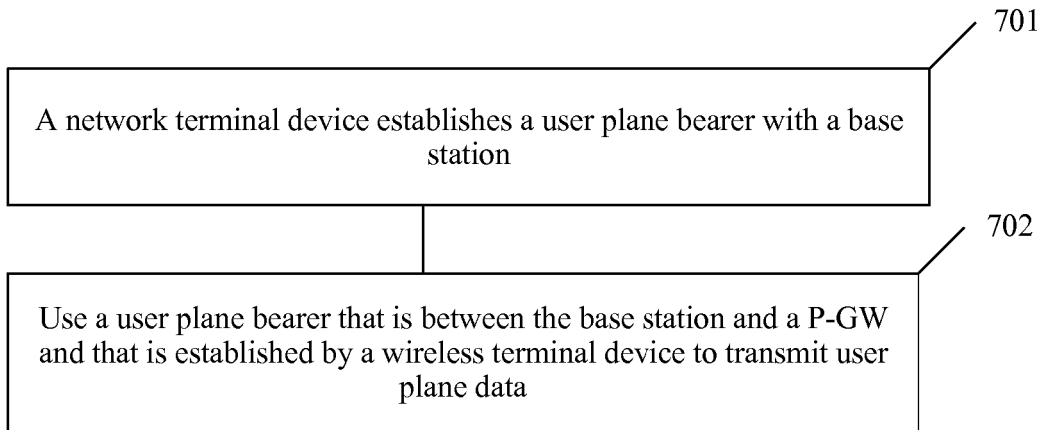 701
A network terminal device establishes a user plane bearer with a base
station
702
Use a user plane bearer that is between the base station and a P-GW
and that is established by a wireless terminal device to transmit user
plane data